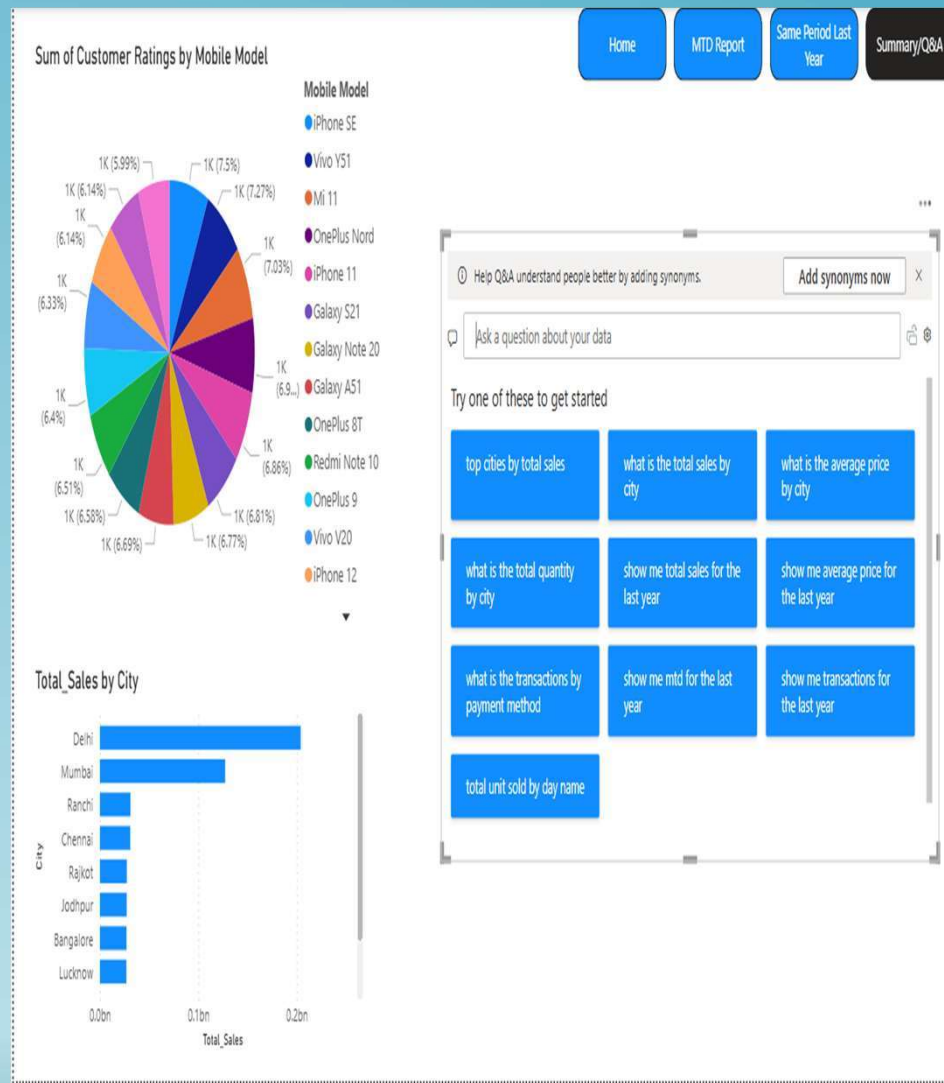 Sum of Customer Ratings by Mobile Model
Home
MTD Report
Same Period Last
Year
Summary/Q&A
Mobile Model
iPhone SE
Vivo Y51
Mi 11
OnePlus Nord
iPhone 11
Galaxy S21
Galaxy Note 20
Galaxy A51
OnePlus 8T
Redmi Note 10
OnePlus 9
Vivo V20
iPhone 12
1K (7.5%)
1K (7.27%)
1K
(7.03%)
1K
(6.9...)
1K
(6.86%)
1K (6.81%)
1K (6.77%)
1K (6.69%)
1K (6.58%)
1K
(6.51%)
1K
(6.4%)
1K
(6.33%)
1K
(6.14%)
1K (6.14%)
1K (5.99%)
Help Q&A understand people better by adding synonyms.
Add synonyms now
Ask a question about your data
Try one of these to get started
top cities by total sales
what is the total sales by
city
what is the average price
by city
what is the total quantity
by city
show me total sales for the
last year
show me average price for
the last year
what is the transactions by
payment method
show me mtd for the last
year
show me transactions for
the last year
total unit sold by day name
Total_Sales by City
City
Delhi
Mumbai
Ranchi
Chennai
Rajkot
Jodhpur
Bangalore
Lucknow
0.0bn
0.1bn
0.2bn
Total_Sales